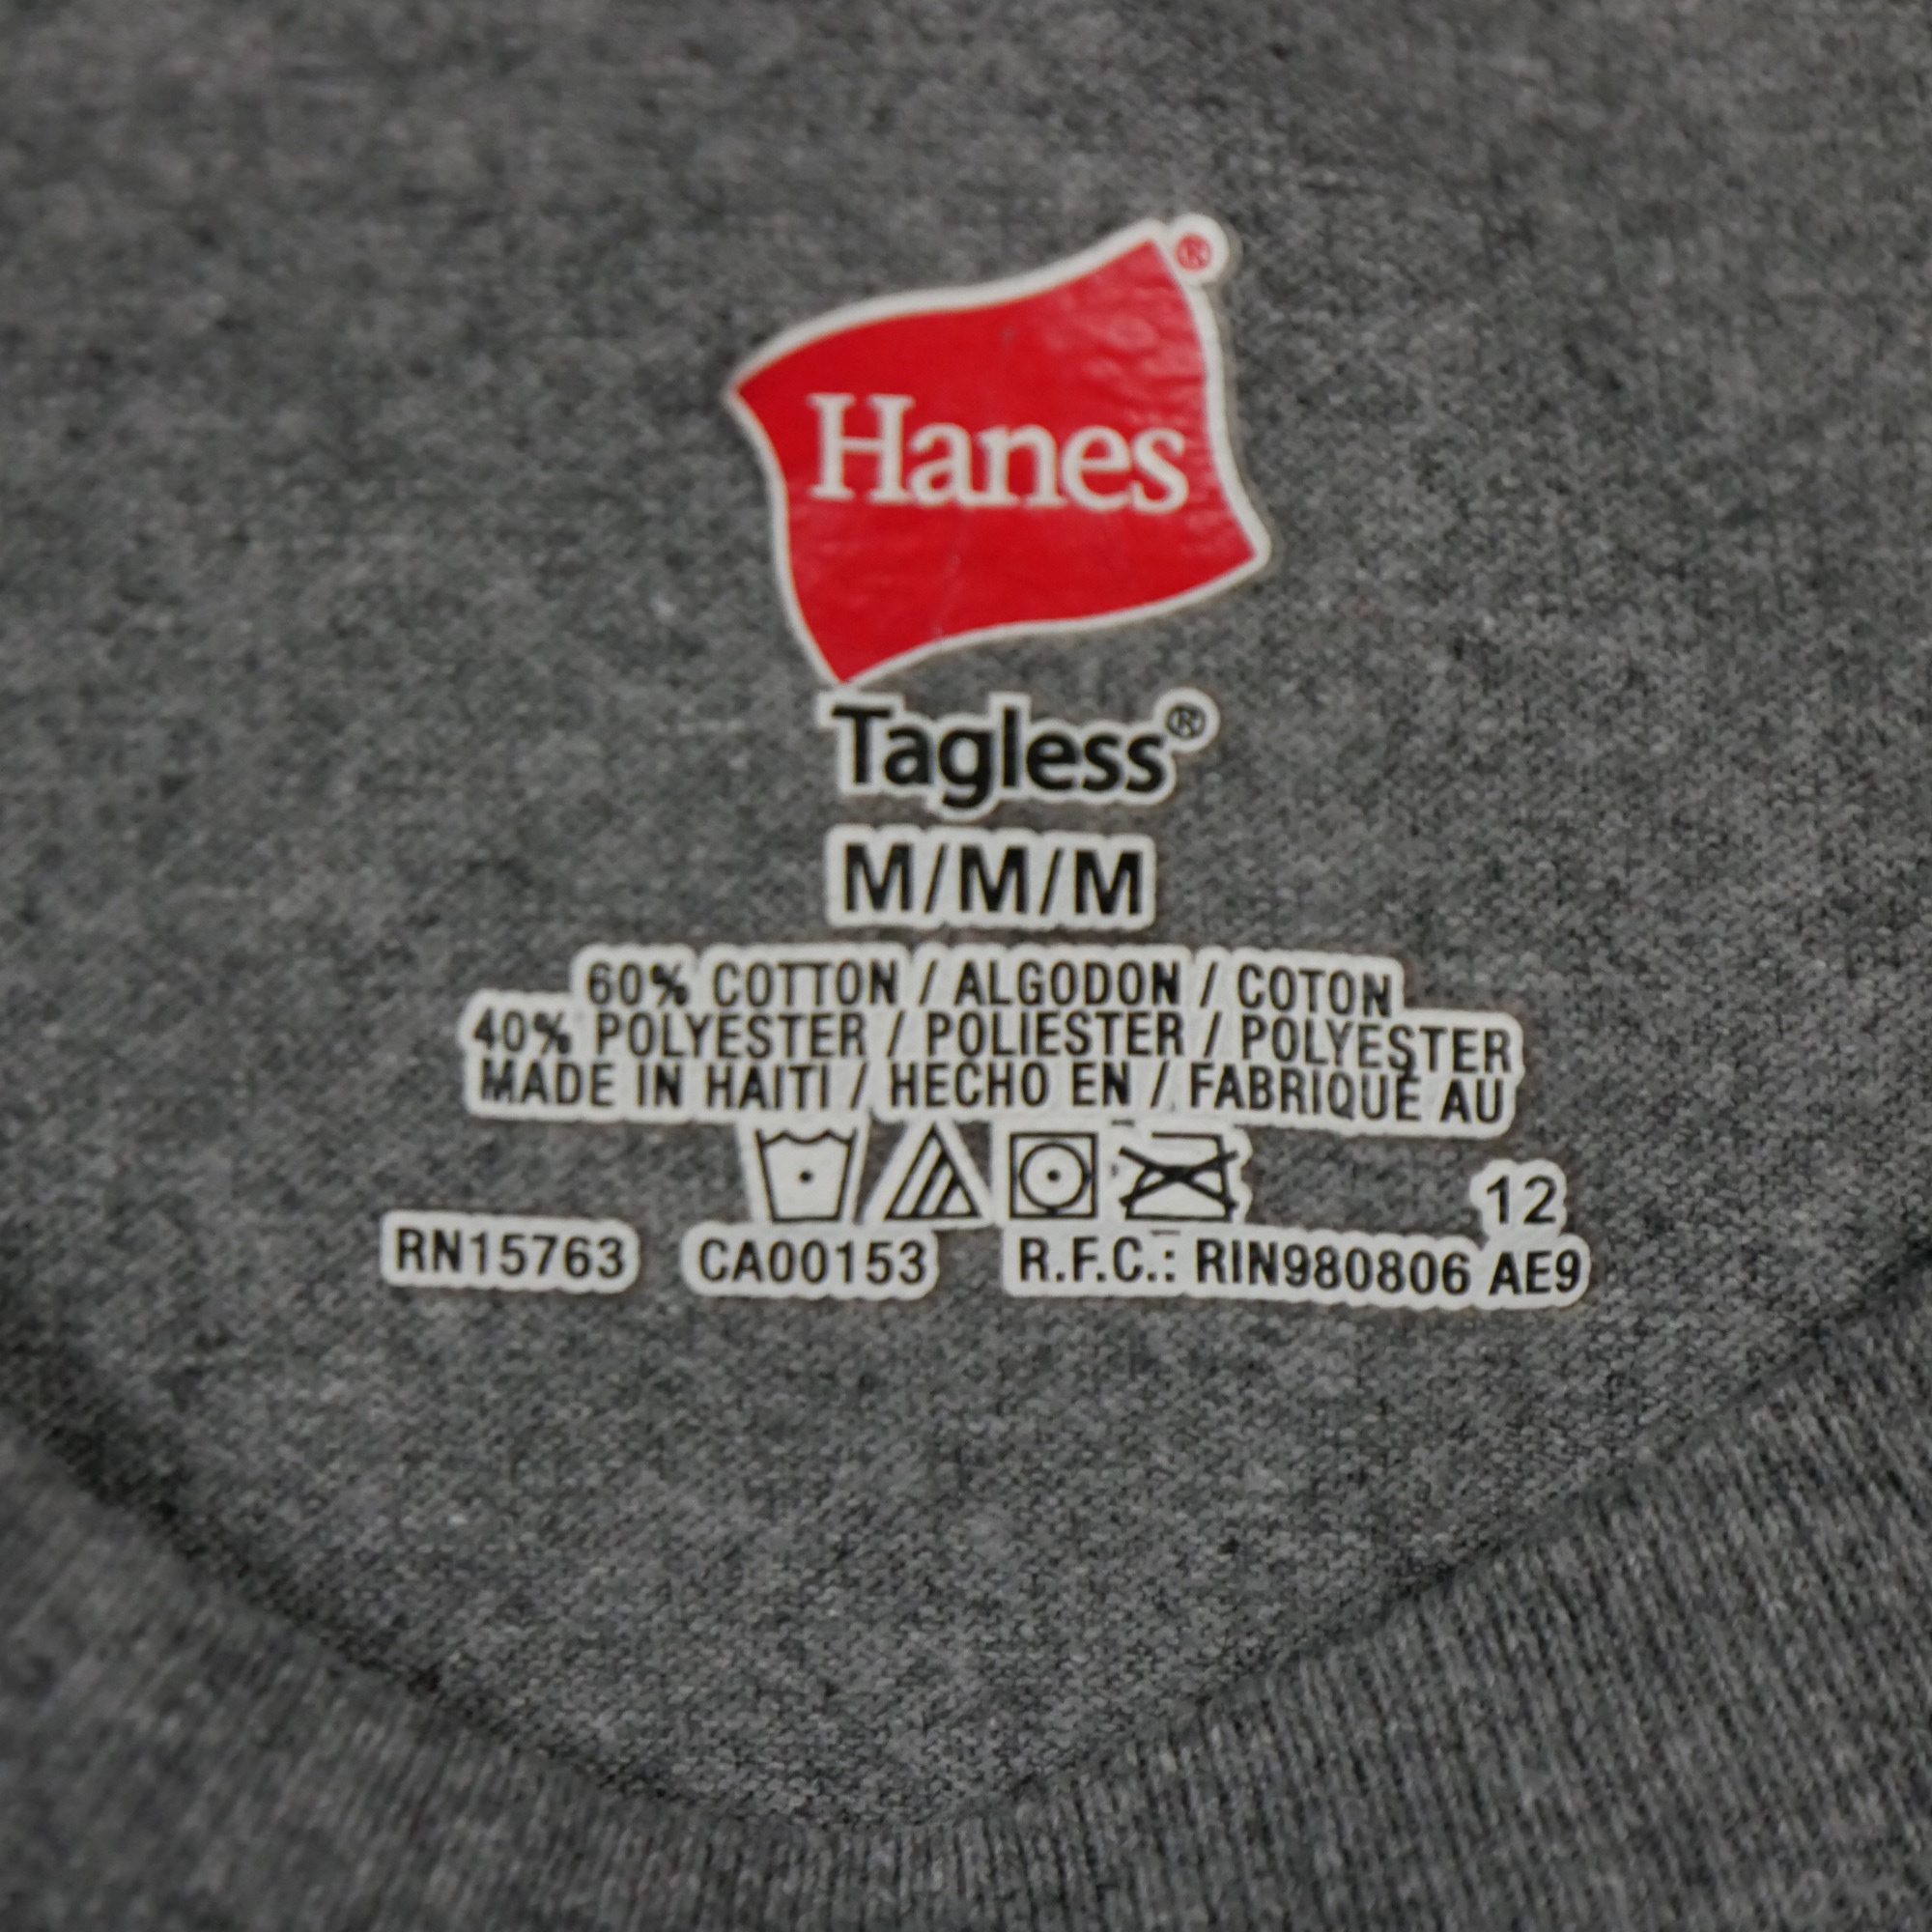 Hanes®
Tagless®
M/M/M
60% COTTON / ALGODON / COTON
40% POLYESTER / POLIESTER / POLYESTER
MADE IN HAITI / HECHO EN / FABRIQUÉ AU
12
RN15763 CA00153 R.F.C.: RIN980806 AE9